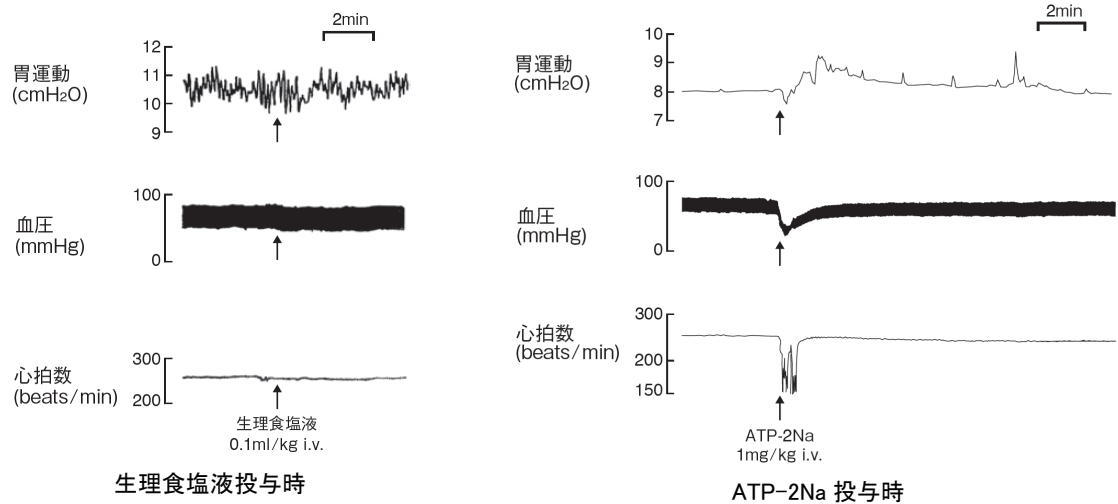 2min
胃運動
(cmH₂O)
12
11
10
9
血圧
(mmHg)
100
0
心拍数
(beats/min)
300
200
生理食塩液
0.1ml/kg i.v.
生理食塩液投与時
2min
胃運動
(cmH₂O)
10
9
8
7
血圧
(mmHg)
100
0
心拍数
(beats/min)
300
200
150
ATP-2Na
1mg/kg i.v.
ATP-2Na 投与時